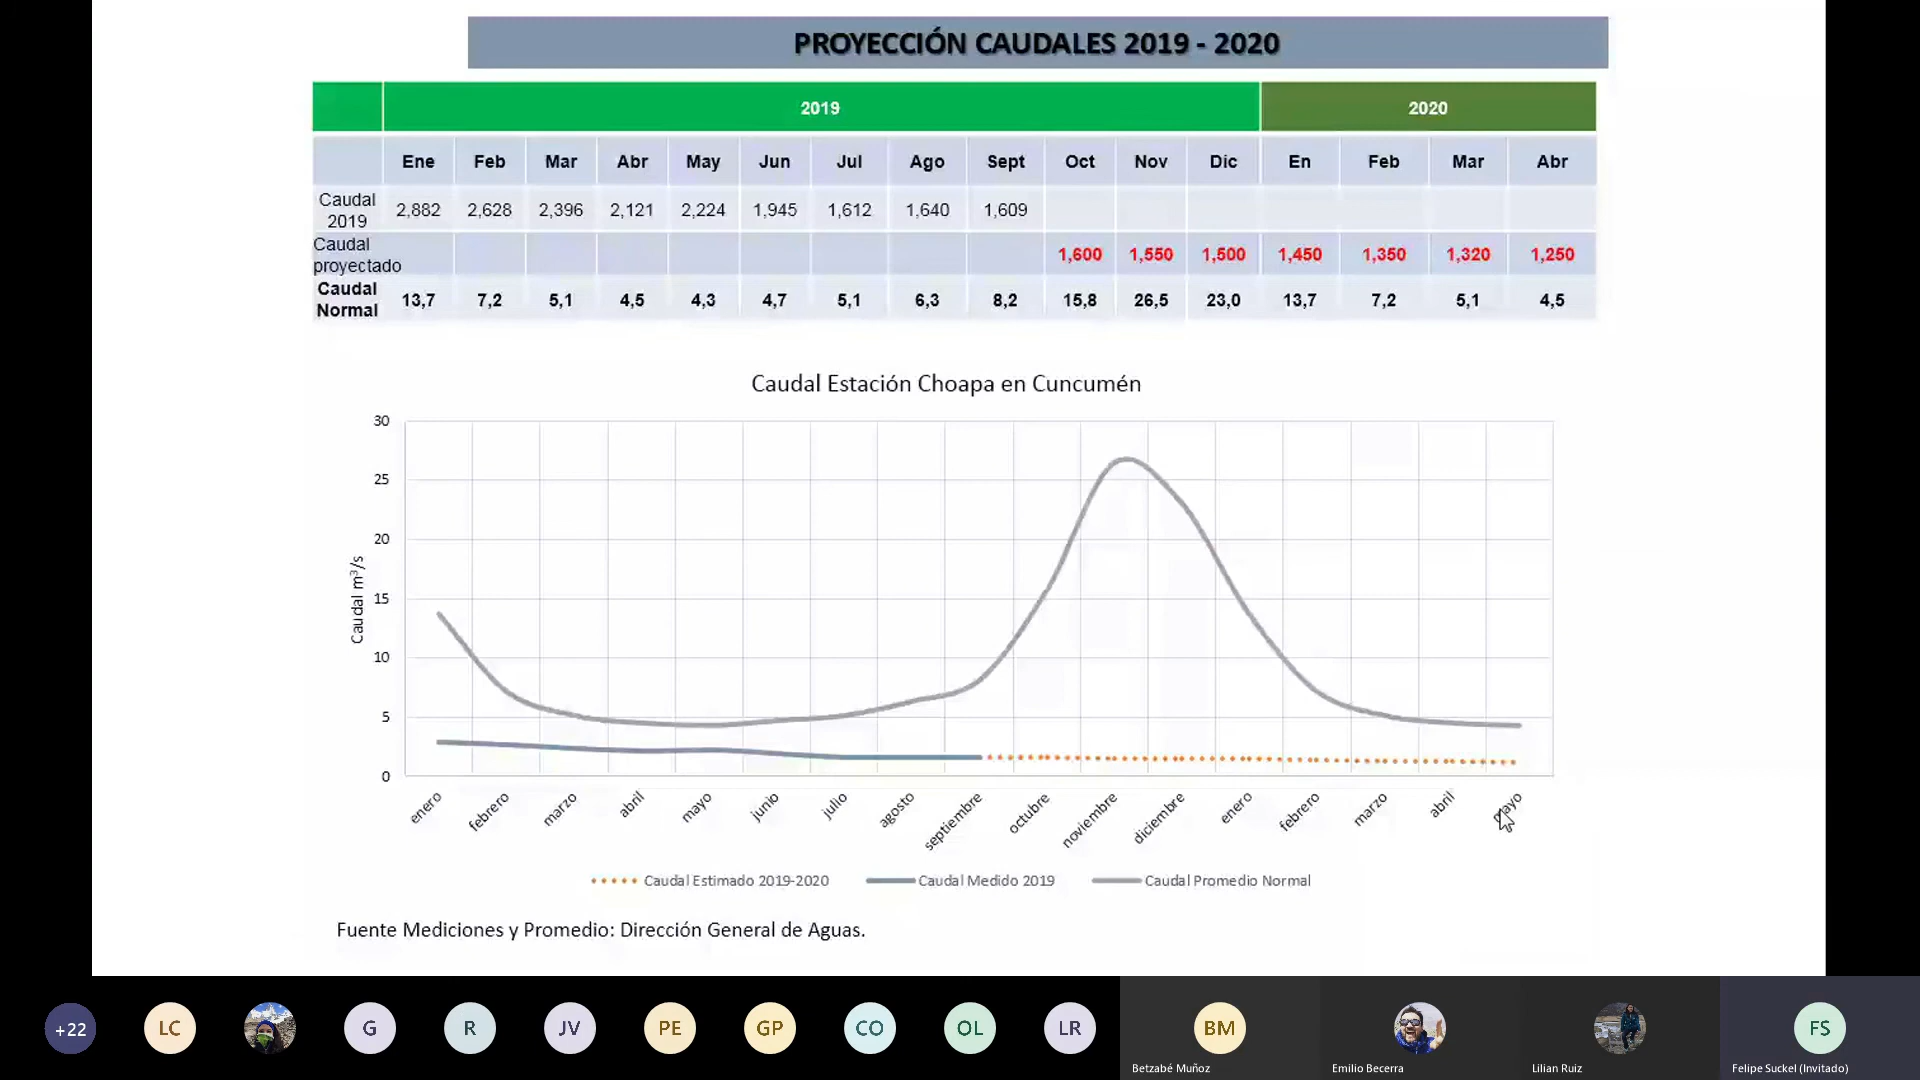 PROYECCIÓN CAUDALES 2019 - 2020
2019 2020
Ene Feb Mar Abr May Jun Jul Ago Sept Oct Nov Dic En Feb Mar Abr
Caudal 2019 2,882 2,628 2,396 2,121 2,224 1,945 1,612 1,640 1,609
Caudal proyectado 1,600 1,550 1,500 1,450 1,350 1,320 1,250
Caudal Normal 13,7 7,2 5,1 4,5 4,3 4,7 5,1 6,3 8,2 15,8 26,5 23,0 13,7 7,2 5,1 4,5
Caudal Estación Choapa en Cuncumén
Caudal m³/s
30
25
20
15
10
5
0
enero febrero marzo abril mayo junio julio agosto septiembre octubre noviembre diciembre enero febrero marzo abril mayo
Caudal Estimado 2019-2020 Caudal Medido 2019 Caudal Promedio Normal
Fuente Mediciones y Promedio: Dirección General de Aguas.
+22 LC G R JV PE GP CO OL LR BM FS
Betzabé Muñoz Emilio Becerra Lilian Ruiz Felipe Suckel (Invitado)